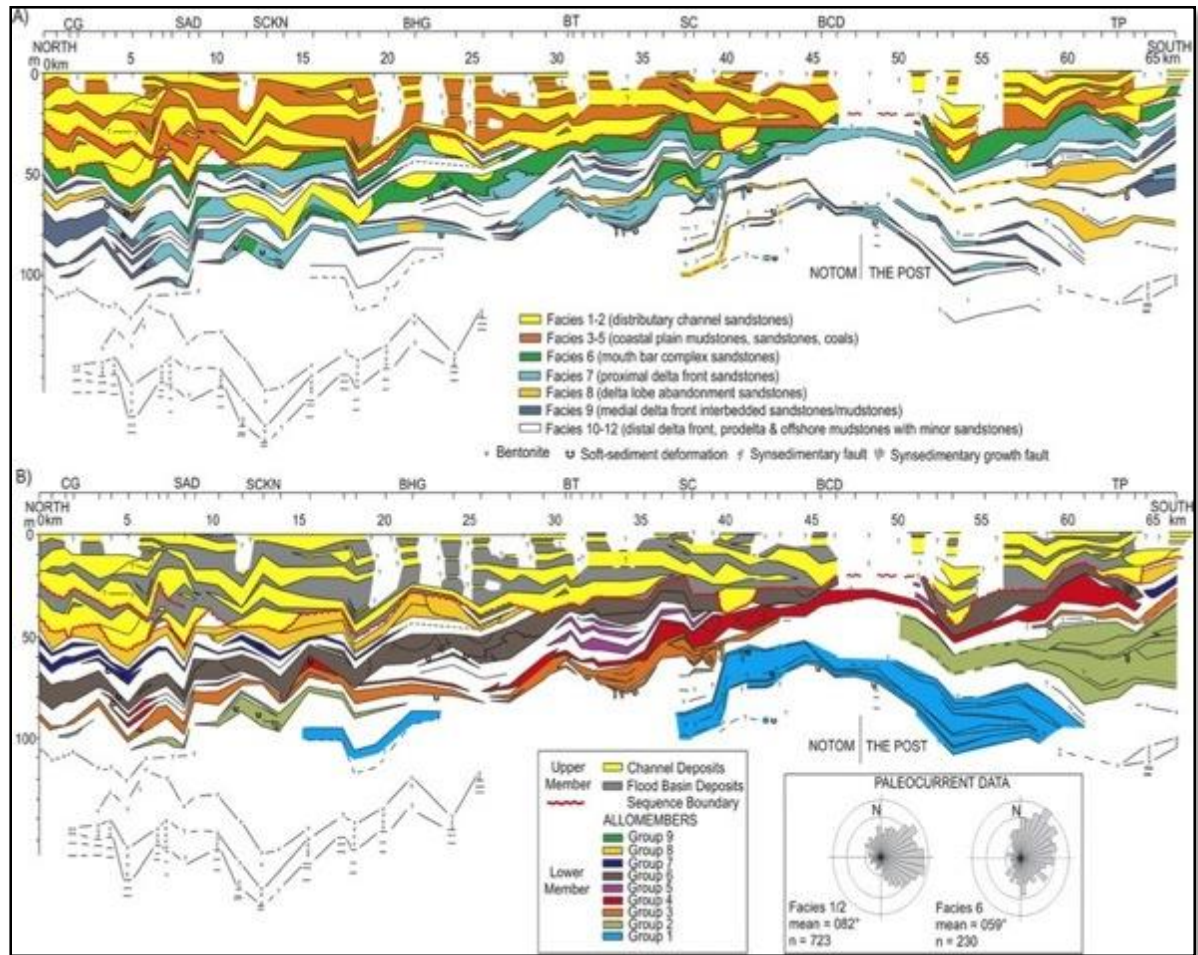 A)
CG SAD SCKN BHG BT SC BCD TP
NORTH SOUTH
m 0km 5 10 15 20 25 30 35 40 45 50 55 60 65 km
0
50
100
NOTOM THE POST
Facies 1-2 (distributary channel sandstones)
Facies 3-5 (coastal plain mudstones, sandstones, coals)
Facies 6 (mouth bar complex sandstones)
Facies 7 (proximal delta front sandstones)
Facies 8 (delta lobe abandonment sandstones)
Facies 9 (medial delta front interbedded sandstones/mudstones)
Facies 10-12 (distal delta front, prodelta & offshore mudstones with minor sandstones)
Bentonite Soft-sediment deformation Synsedimentary fault Synsedimentary growth fault
B)
CG SAD SCKN BHG BT SC BCD TP
NORTH SOUTH
m 0km 5 10 15 20 25 30 35 40 45 50 55 60 65 km
0
50
100
NOTOM THE POST
Upper Member
Channel Deposits
Flood Basin Deposits
Sequence Boundary
ALLOMEMBERS
Lower Member
Group 9
Group 8
Group 7
Group 6
Group 5
Group 4
Group 3
Group 2
Group 1
PALEOCURRENT DATA
N N
Facies 1/2
mean = 082°
n = 723
Facies 6
mean = 059°
n = 230